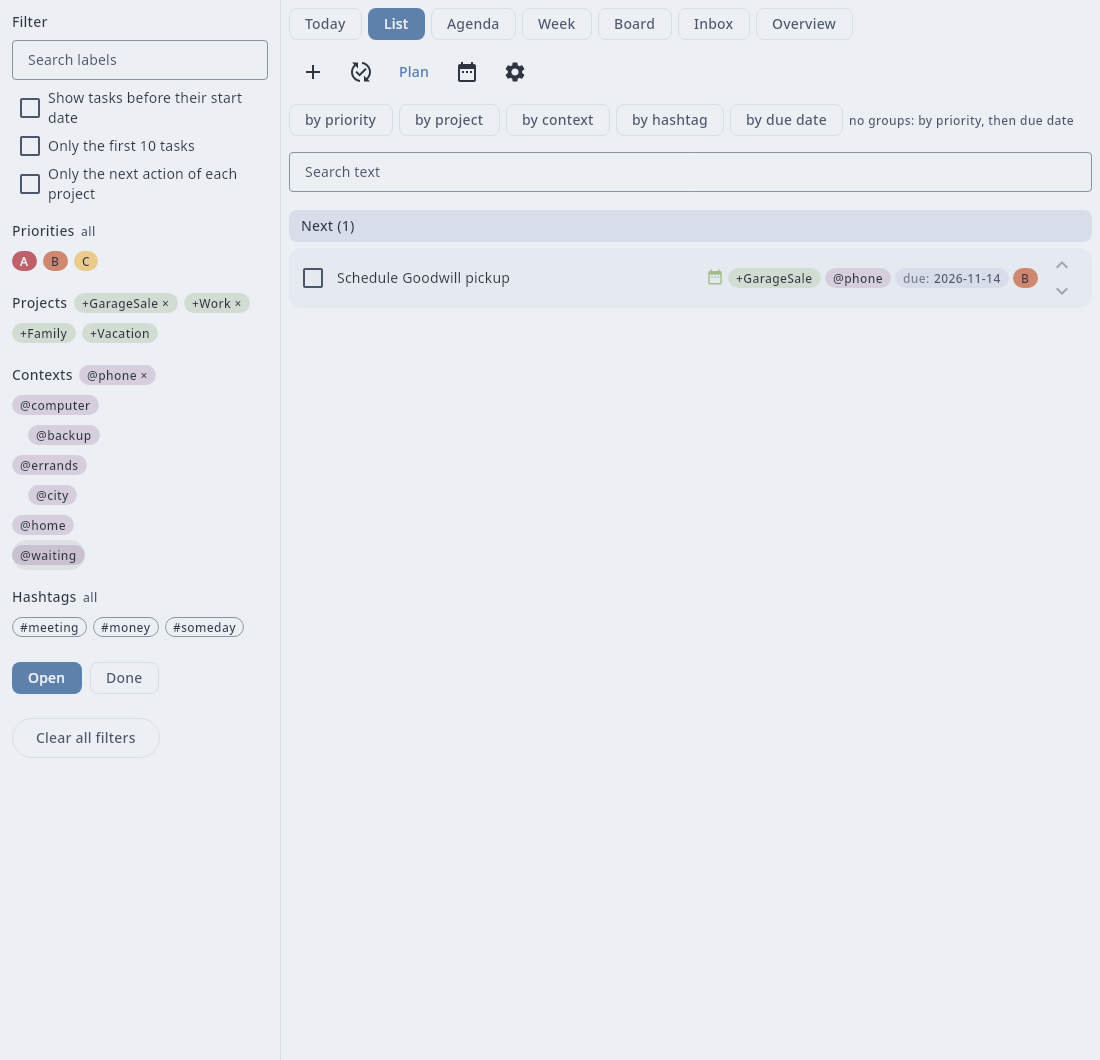 Filter
Search labels
Show tasks before their start
date
Only the first 10 tasks
Only the next action of each
project
Priorities all
A B C
Projects +GarageSale × +Work ×
+Family +Vacation
Contexts @phone ×
@computer
@backup
@errands
@city
@home
@waiting
Hashtags all
#meeting #money #someday
Open Done
Clear all filters
Today List Agenda Week Board Inbox Overview
Plan
by priority by project by context by hashtag by due date no groups: by priority, then due date
Search text
Next (1)
Schedule Goodwill pickup +GarageSale @phone due: 2026-11-14 B